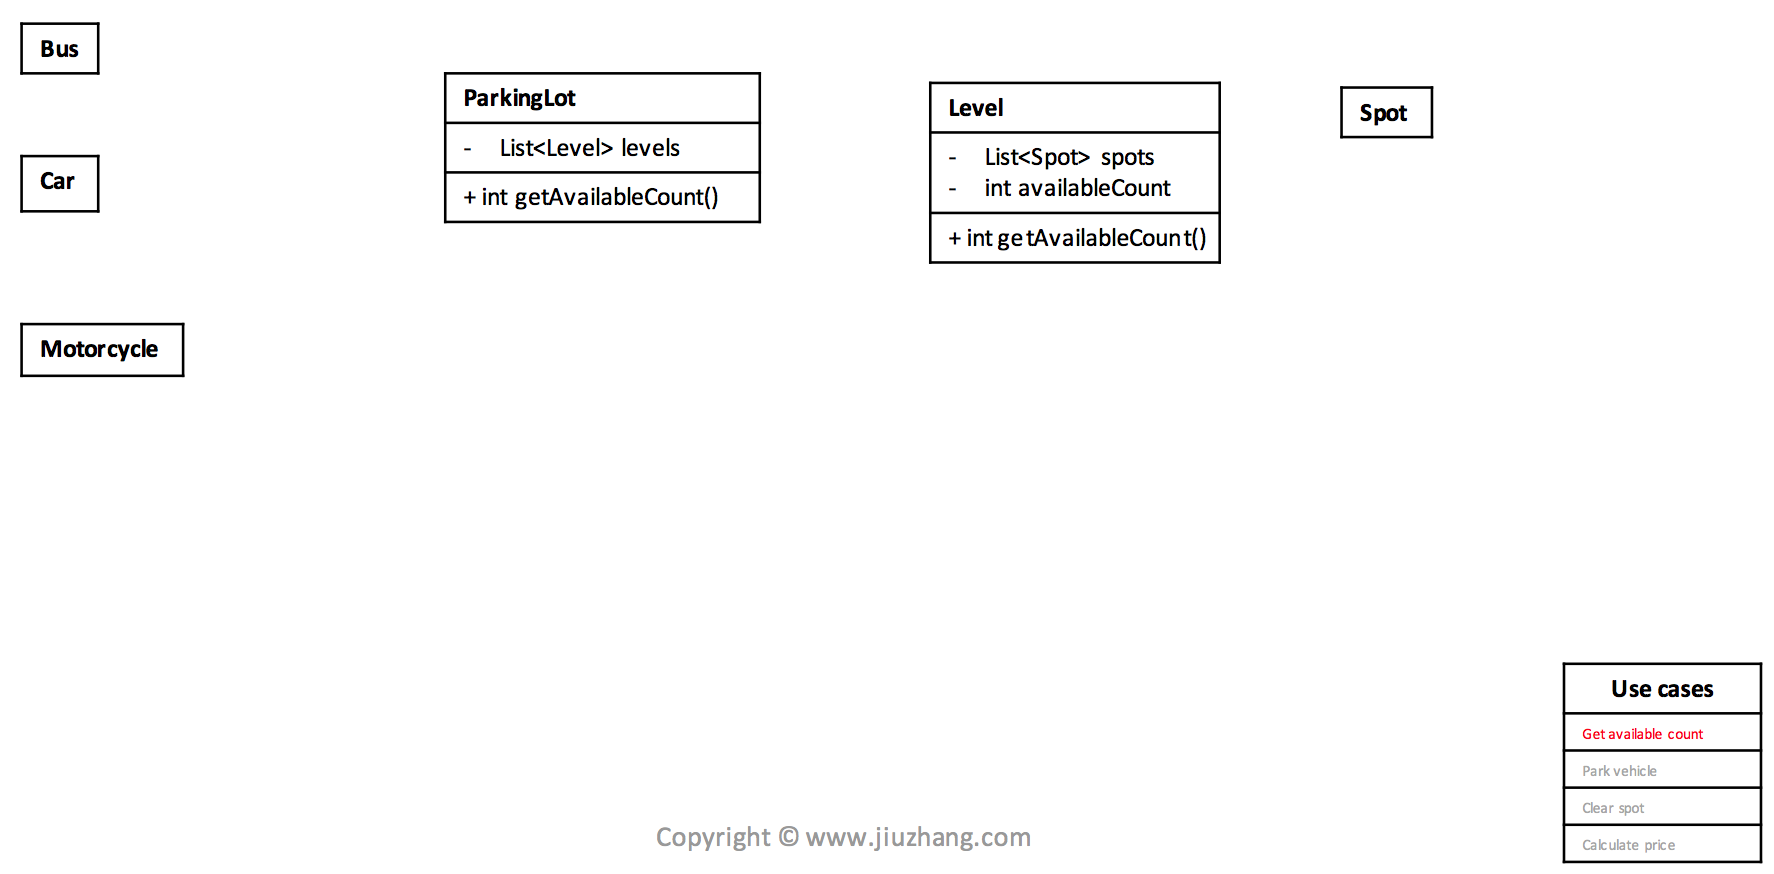 Bus
Car
Motorcycle
ParkingLot
- List<Level> levels
+ int getAvailableCount()
Level
- List<Spot> spots
- int availableCount
+ int getAvailableCount()
Spot
Use cases
Get available count
Park vehicle
Clear spot
Calculate price
Copyright © www.jiuzhang.com